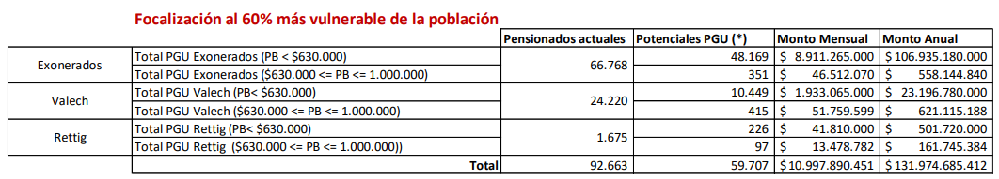 Focalización al 60% más vulnerable de la población
Pensionados actuales Potenciales PGU (*) Monto Mensual Monto Anual
Exonerados Total PGU Exonerados (PB < $630.000) 66.768 48.169 $ 8.911.265.000 $ 106.935.180.000
Total PGU Exonerados ($630.000 <= PB <= 1.000.000) 351 $ 46.512.070 $ 558.144.840
Valech Total PGU Valech (PB< $630.000) 24.220 10.449 $ 1.933.065.000 $ 23.196.780.000
Total PGU Valech ($630.000 <= PB <= 1.000.000) 415 $ 51.759.599 $ 621.115.188
Rettig Total PGU Rettig (PB< $630.000) 1.675 226 $ 41.810.000 $ 501.720.000
Total PGU Rettig ($630.000 <= PB <= 1.000.000)) 97 $ 13.478.782 $ 161.745.384
Total 92.663 59.707 $ 10.997.890.451 $ 131.974.685.412